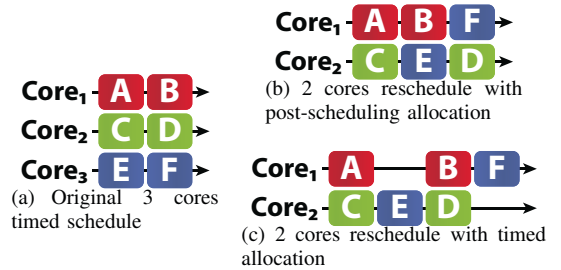 Core₁ A B
Core₂ C D
Core₃ E F
(a) Original 3 cores
timed schedule
Core₁ A B F
Core₂ C E D
(b) 2 cores reschedule with
post-scheduling allocation
Core₁ A B F
Core₂ C E D
(c) 2 cores reschedule with timed
allocation